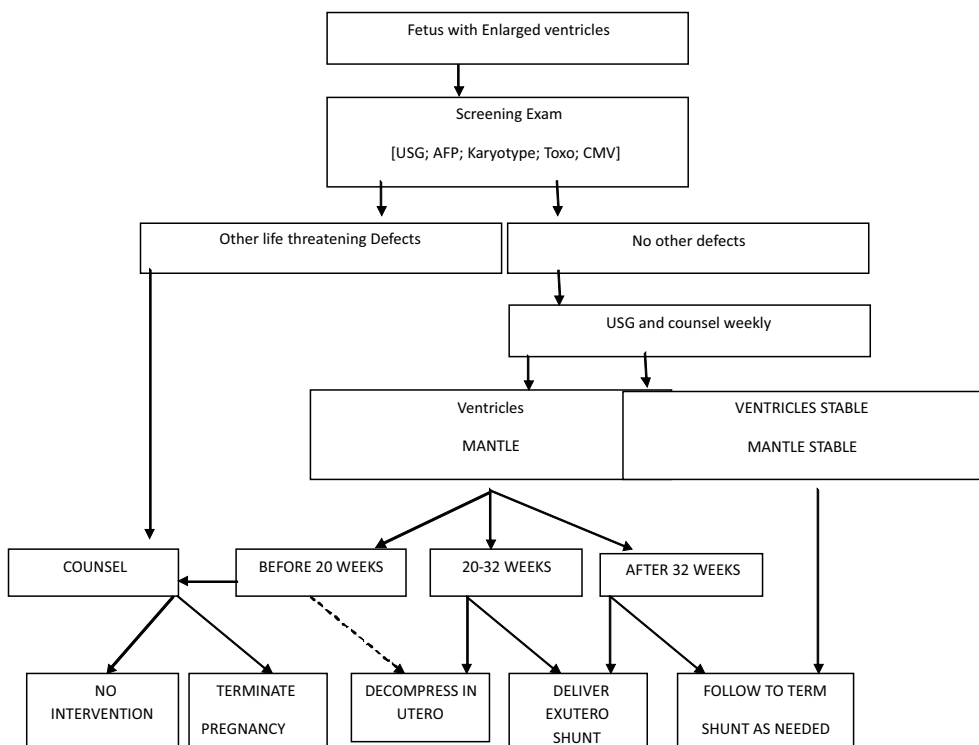 Fetus with Enlarged ventricles
Screening Exam
[USG; AFP; Karyotype; Toxo; CMV]
Other life threatening Defects
No other defects
USG and counsel weekly
Ventricles
MANTLE
VENTRICLES STABLE
MANTLE STABLE
COUNSEL
BEFORE 20 WEEKS
20-32 WEEKS
AFTER 32 WEEKS
NO
INTERVENTION
TERMINATE
PREGNANCY
DECOMPRESS IN
UTERO
DELIVER
EXUTERO
SHUNT
FOLLOW TO TERM
SHUNT AS NEEDED